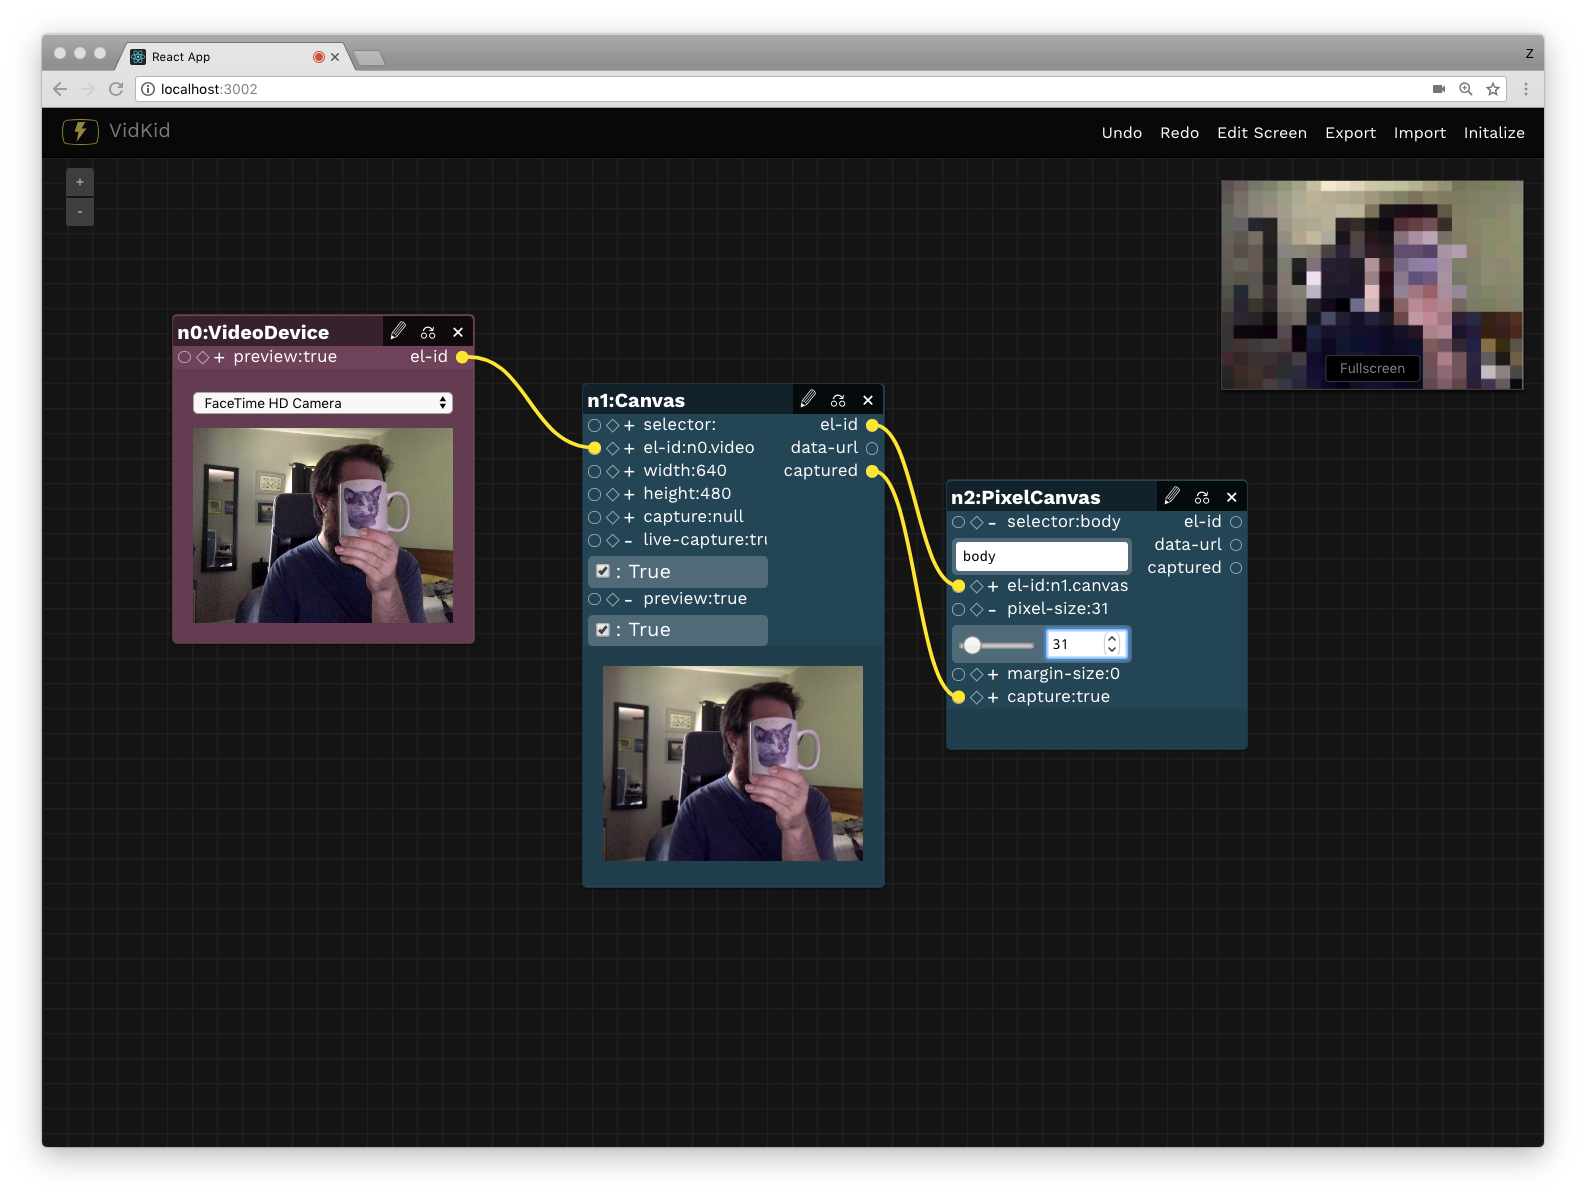 React App
Z
localhost:3002
VidKid
Undo Redo Edit Screen Export Import Initalize
+
-
Fullscreen
n0:VideoDevice
+ preview:true el-id
FaceTime HD Camera
n1:Canvas
+ selector: el-id
+ el-id:n0.video data-url
+ width:640 captured
+ height:480
+ capture:null
- live-capture:tru
: True
- preview:true
: True
n2:PixelCanvas
- selector:body el-id
data-url
body
captured
+ el-id:n1.canvas
- pixel-size:31
31
+ margin-size:0
+ capture:true